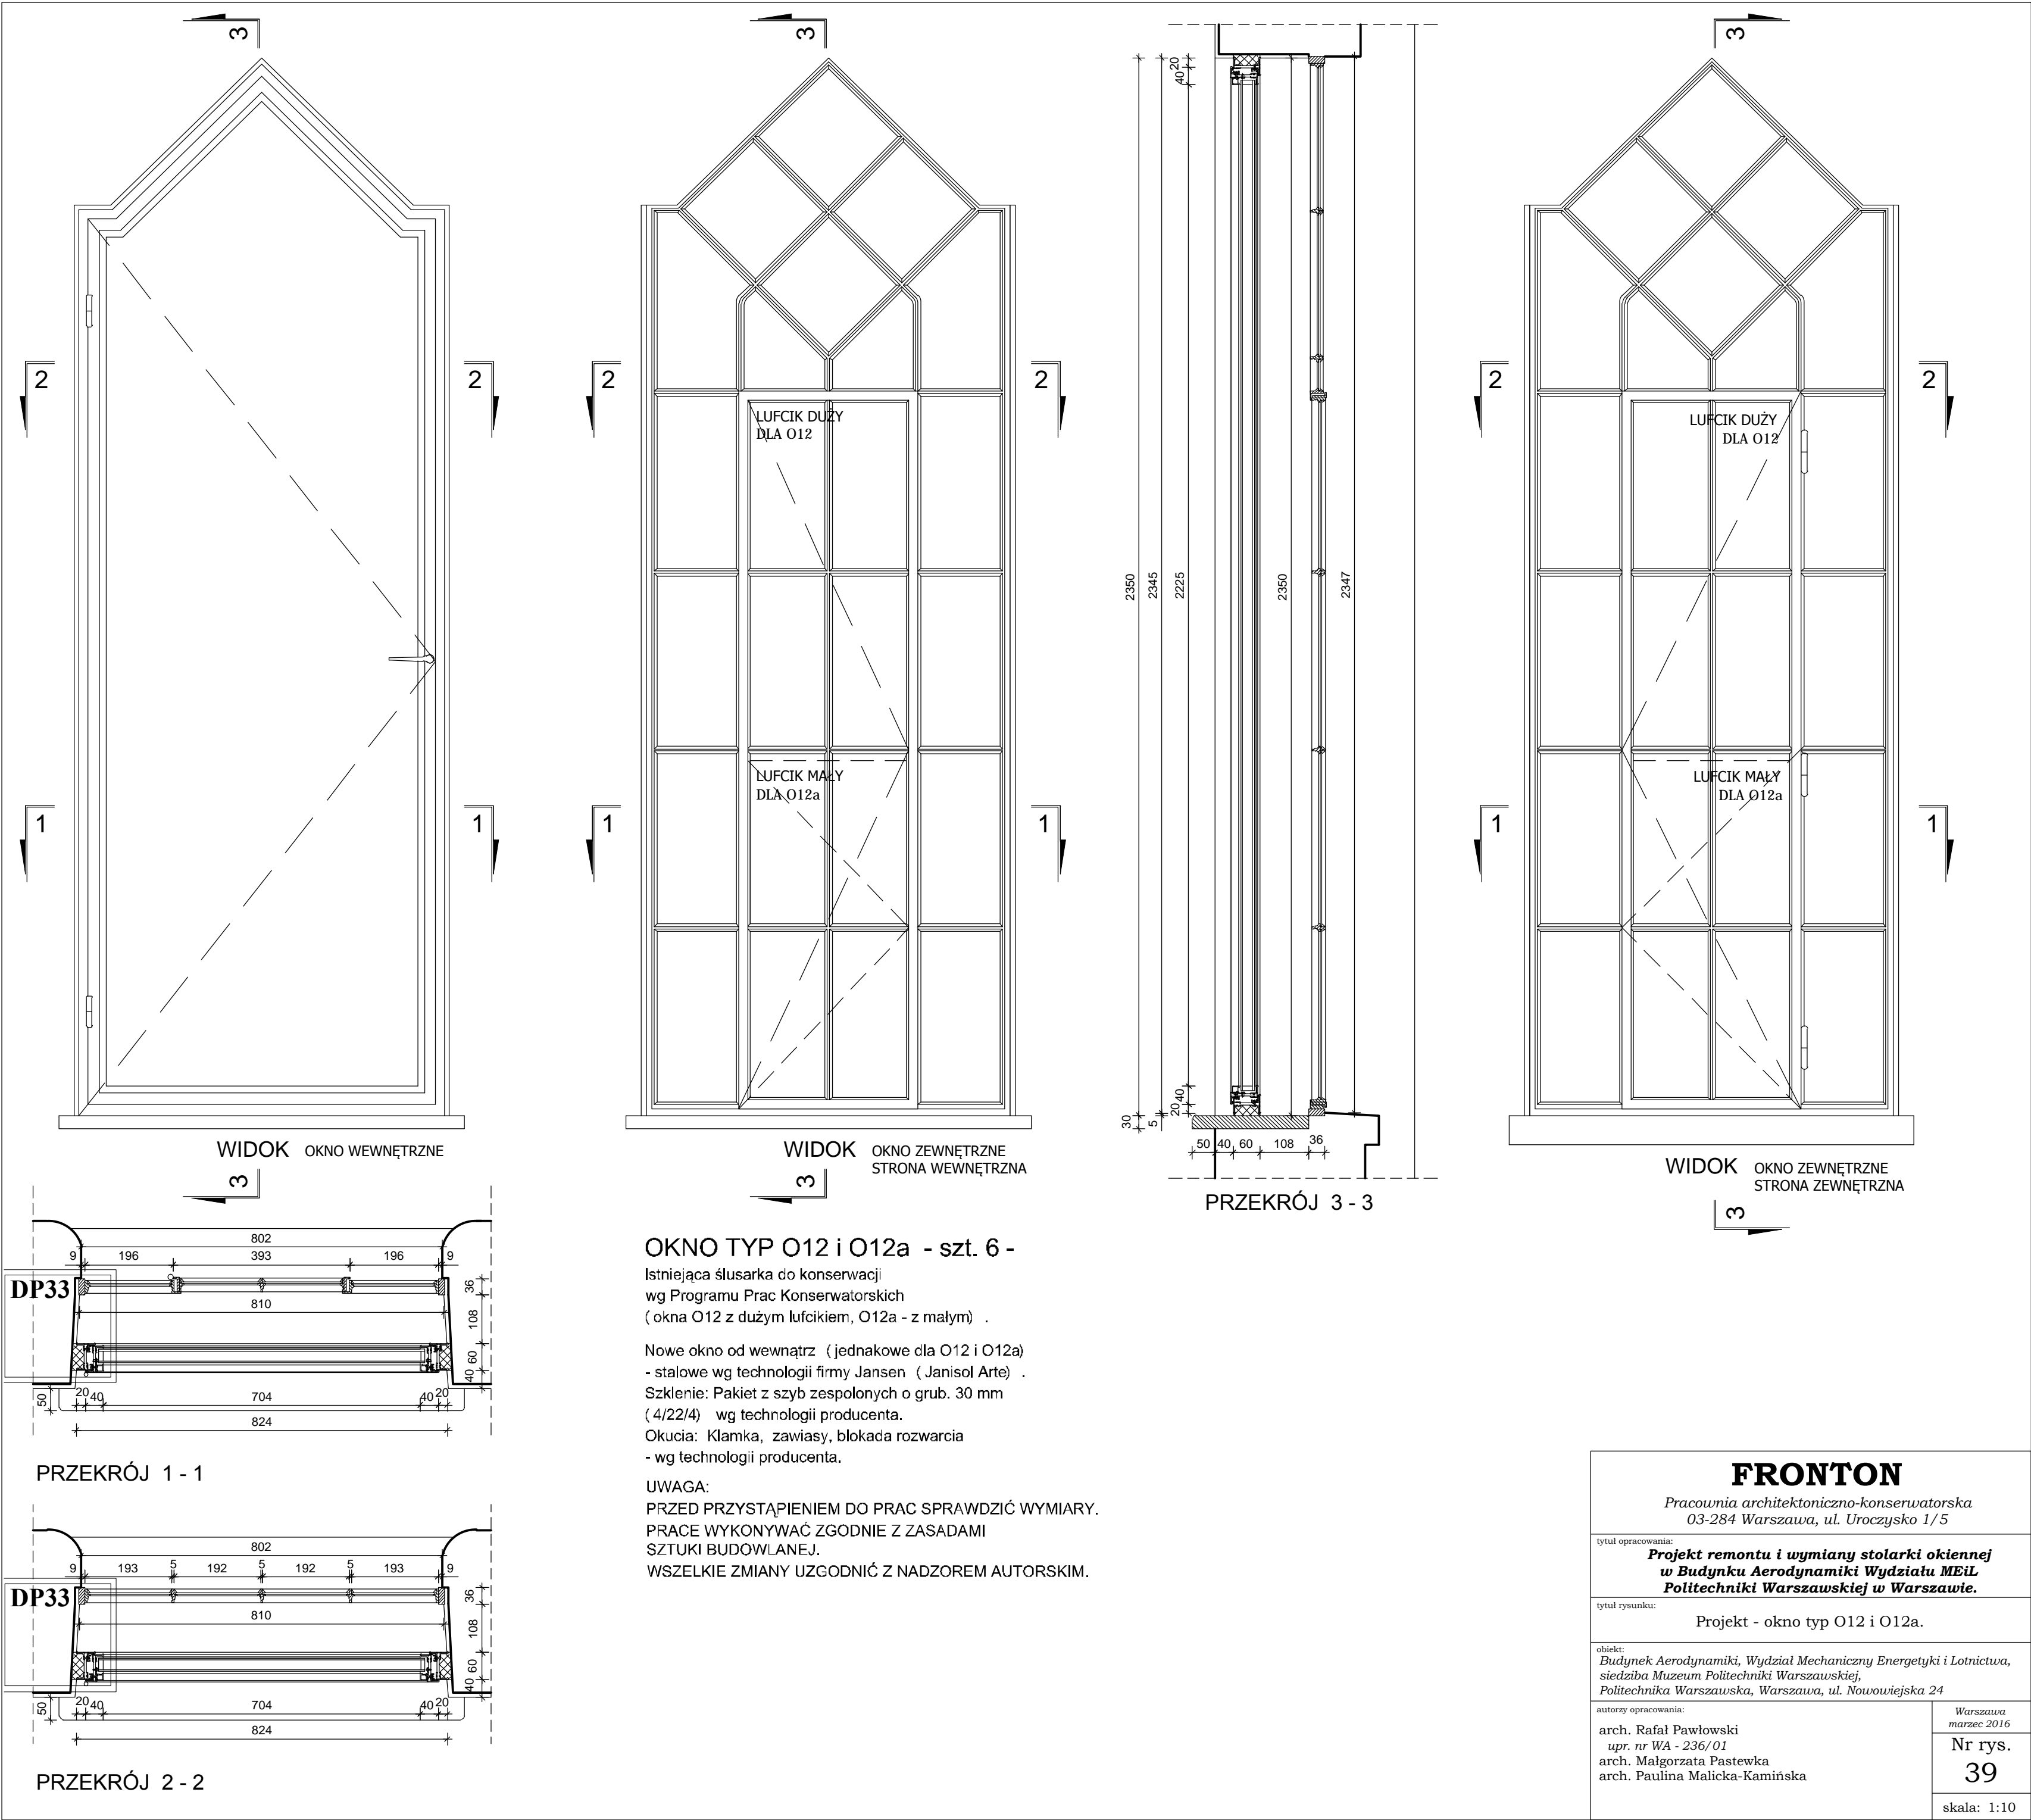 3
3
3
3
2
2
2
2
2
2
LUFCIK DUŻY
DLA O12
LUFCIK DUŻY
DLA O12
20
40
2350
2345
2225
2350
2347
LUFCIK MAŁY
DLA O12a
LUFCIK MAŁY
DLA O12a
1
1
1
1
1
1
40
20
30
5
50
40
60
108
36
WIDOK OKNO WEWNĘTRZNE
WIDOK OKNO ZEWNĘTRZNE
STRONA WEWNĘTRZNA
PRZEKRÓJ 3 - 3
WIDOK OKNO ZEWNĘTRZNE
STRONA ZEWNĘTRZNA
3
3
3
802
9 196 393 196 9
DP33
810
36
108
60
40
50
20 40 704 40 20
824
PRZEKRÓJ 1 - 1
802
9 193 5 192 5 192 5 193 9
DP33
810
36
108
60
40
50
20 40 704 40 20
824
PRZEKRÓJ 2 - 2
OKNO TYP O12 i O12a - szt. 6 -
Istniejąca ślusarka do konserwacji
wg Programu Prac Konserwatorskich
( okna O12 z dużym lufcikiem, O12a - z małym) .
Nowe okno od wewnątrz ( jednakowe dla O12 i O12a)
- stalowe wg technologii firmy Jansen ( Janisol Arte) .
Szklenie: Pakiet z szyb zespolonych o grub. 30 mm
( 4/22/4) wg technologii producenta.
Okucia: Klamka, zawiasy, blokada rozwarcia
- wg technologii producenta.
UWAGA:
PRZED PRZYSTĄPIENIEM DO PRAC SPRAWDZIĆ WYMIARY.
PRACE WYKONYWAĆ ZGODNIE Z ZASADAMI
SZTUKI BUDOWLANEJ.
WSZELKIE ZMIANY UZGODNIĆ Z NADZOREM AUTORSKIM.
FRONTON
Pracownia architektoniczno-konserwatorska
03-284 Warszawa, ul. Uroczysko 1/5
tytuł opracowania:
Projekt remontu i wymiany stolarki okiennej
w Budynku Aerodynamiki Wydziału MEiL
Politechniki Warszawskiej w Warszawie.
tytuł rysunku:
Projekt - okno typ O12 i O12a.
obiekt:
Budynek Aerodynamiki, Wydział Mechaniczny Energetyki i Lotnictwa,
siedziba Muzeum Politechniki Warszawskiej,
Politechnika Warszawska, Warszawa, ul. Nowowiejska 24
autorzy opracowania:
arch. Rafał Pawłowski
upr. nr WA - 236/01
arch. Małgorzata Pastewka
arch. Paulina Malicka-Kamińska
Warszawa
marzec 2016
Nr rys.
39
skala: 1:10